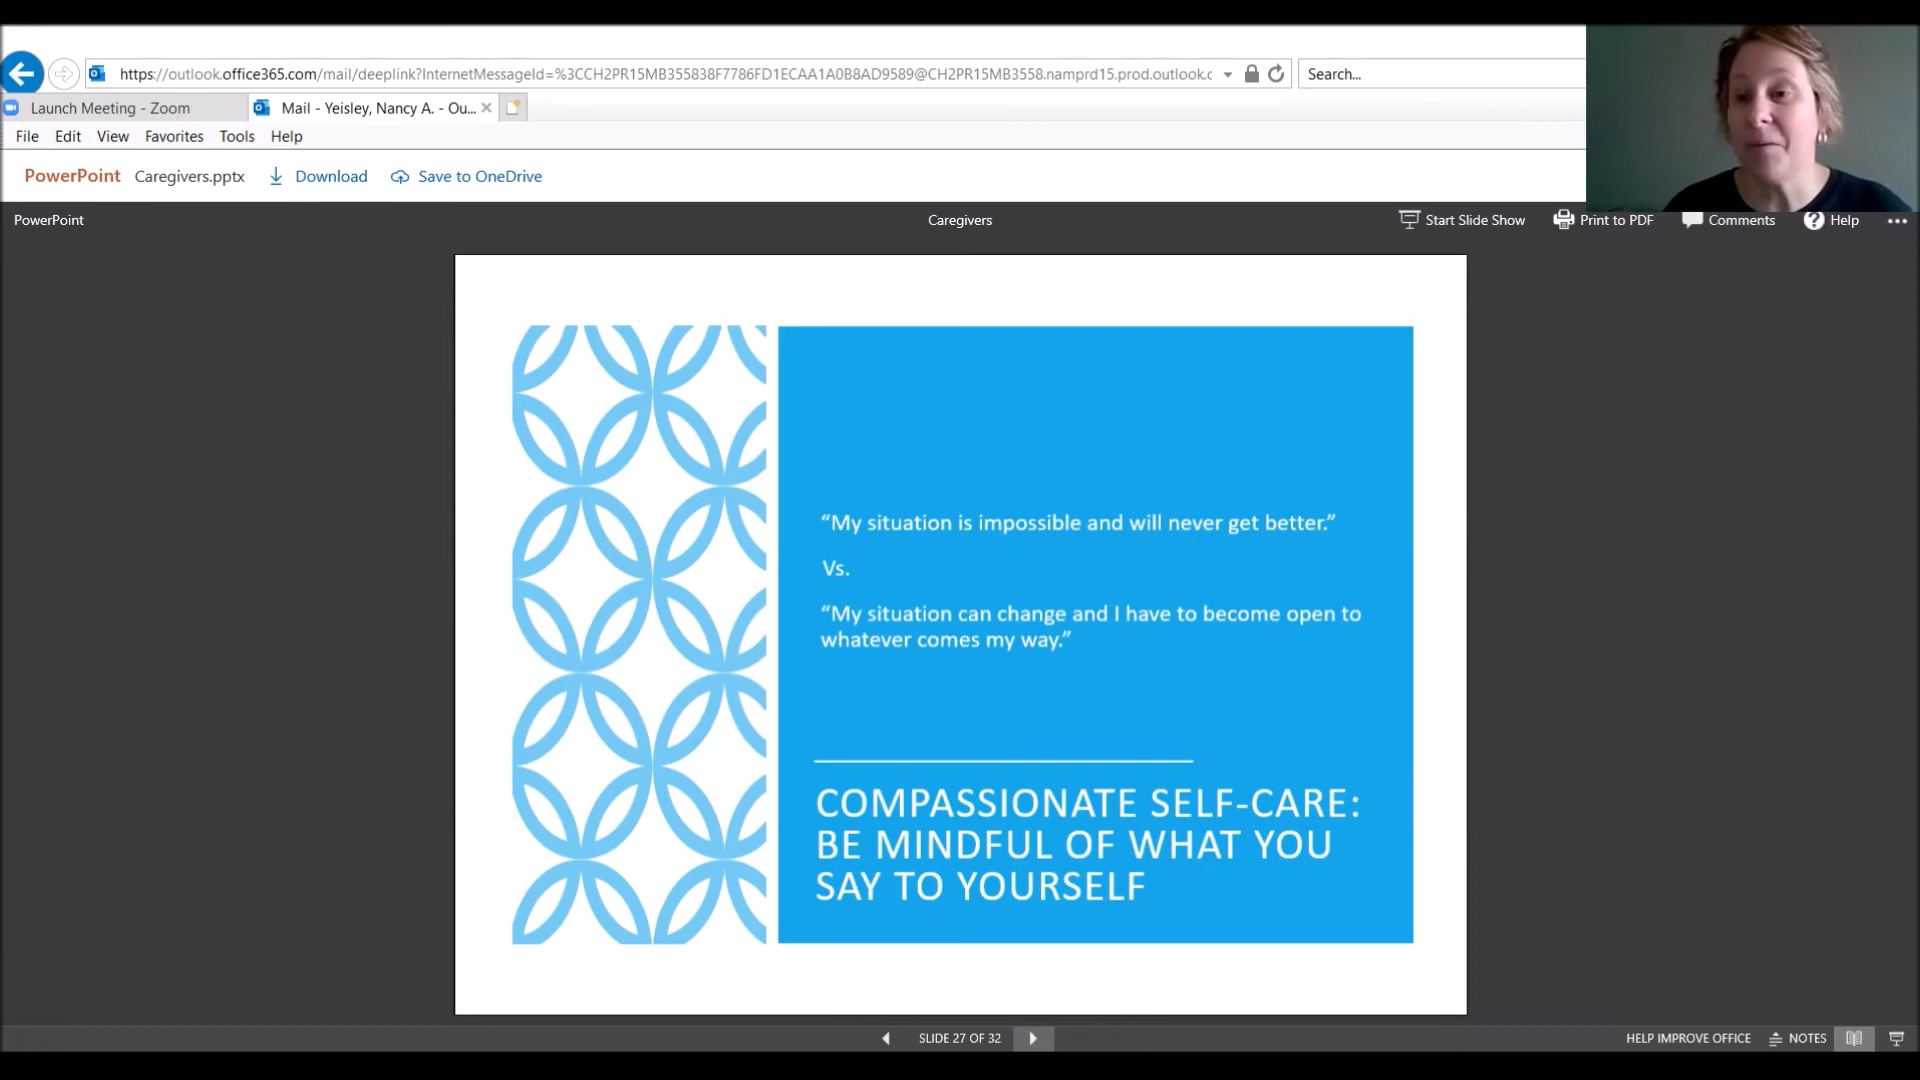 https://outlook.office365.com/mail/deeplink?InternetMessageId=%3CCH2PR15MB355838F7786FD1ECAA1A0B8AD9589@CH2PR15MB3558.namprd15.prod.outlook.c
Search...
Launch Meeting - Zoom
Mail - Yeisley, Nancy A. - Ou...
File Edit View Favorites Tools Help
PowerPoint Caregivers.pptx Download Save to OneDrive
PowerPoint Caregivers Start Slide Show Print to PDF Comments Help
“My situation is impossible and will never get better.”
Vs.
“My situation can change and I have to become open to
whatever comes my way.”
COMPASSIONATE SELF-CARE:
BE MINDFUL OF WHAT YOU
SAY TO YOURSELF
SLIDE 27 OF 32 HELP IMPROVE OFFICE NOTES